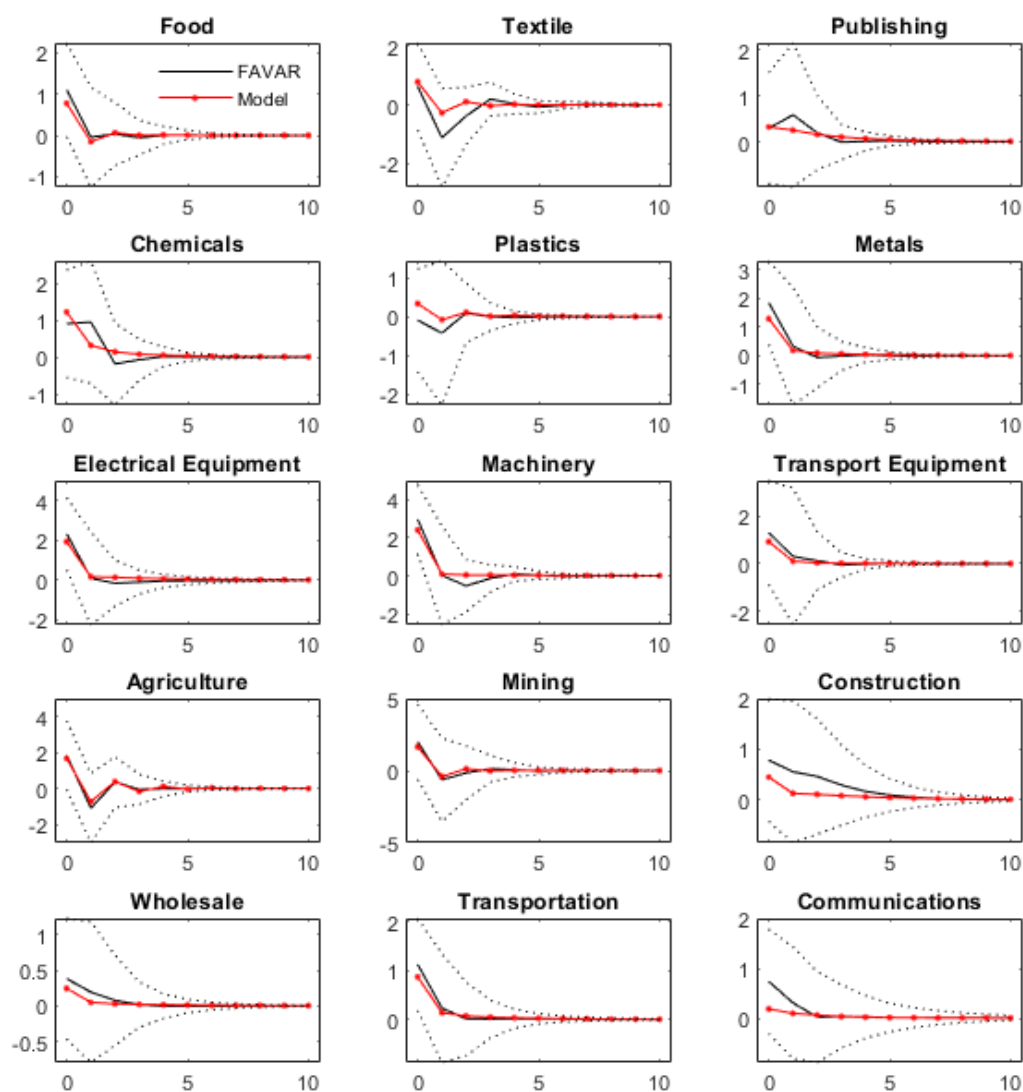 Food Textile Publishing
2 2 2
FAVAR
1 Model
0 0 0
-1 -2
0 5 10 0 5 10 0 5 10
Chemicals Plastics Metals
2 1 3
1 0 2
0 -1 1
-1 -2 0
-1
0 5 10 0 5 10 0 5 10
Electrical Equipment Machinery Transport Equipment
4 4 2
2 2 0
0 0 -2
-2 -2
0 5 10 0 5 10 0 5 10
Agriculture Mining Construction
4 5 2
2 0 1
0 -5 0
-2
0 5 10 0 5 10 0 5 10
Wholesale Transportation Communications
1 2 2
0.5 1 1
0 0 0
-0.5
0 5 10 0 5 10 0 5 10